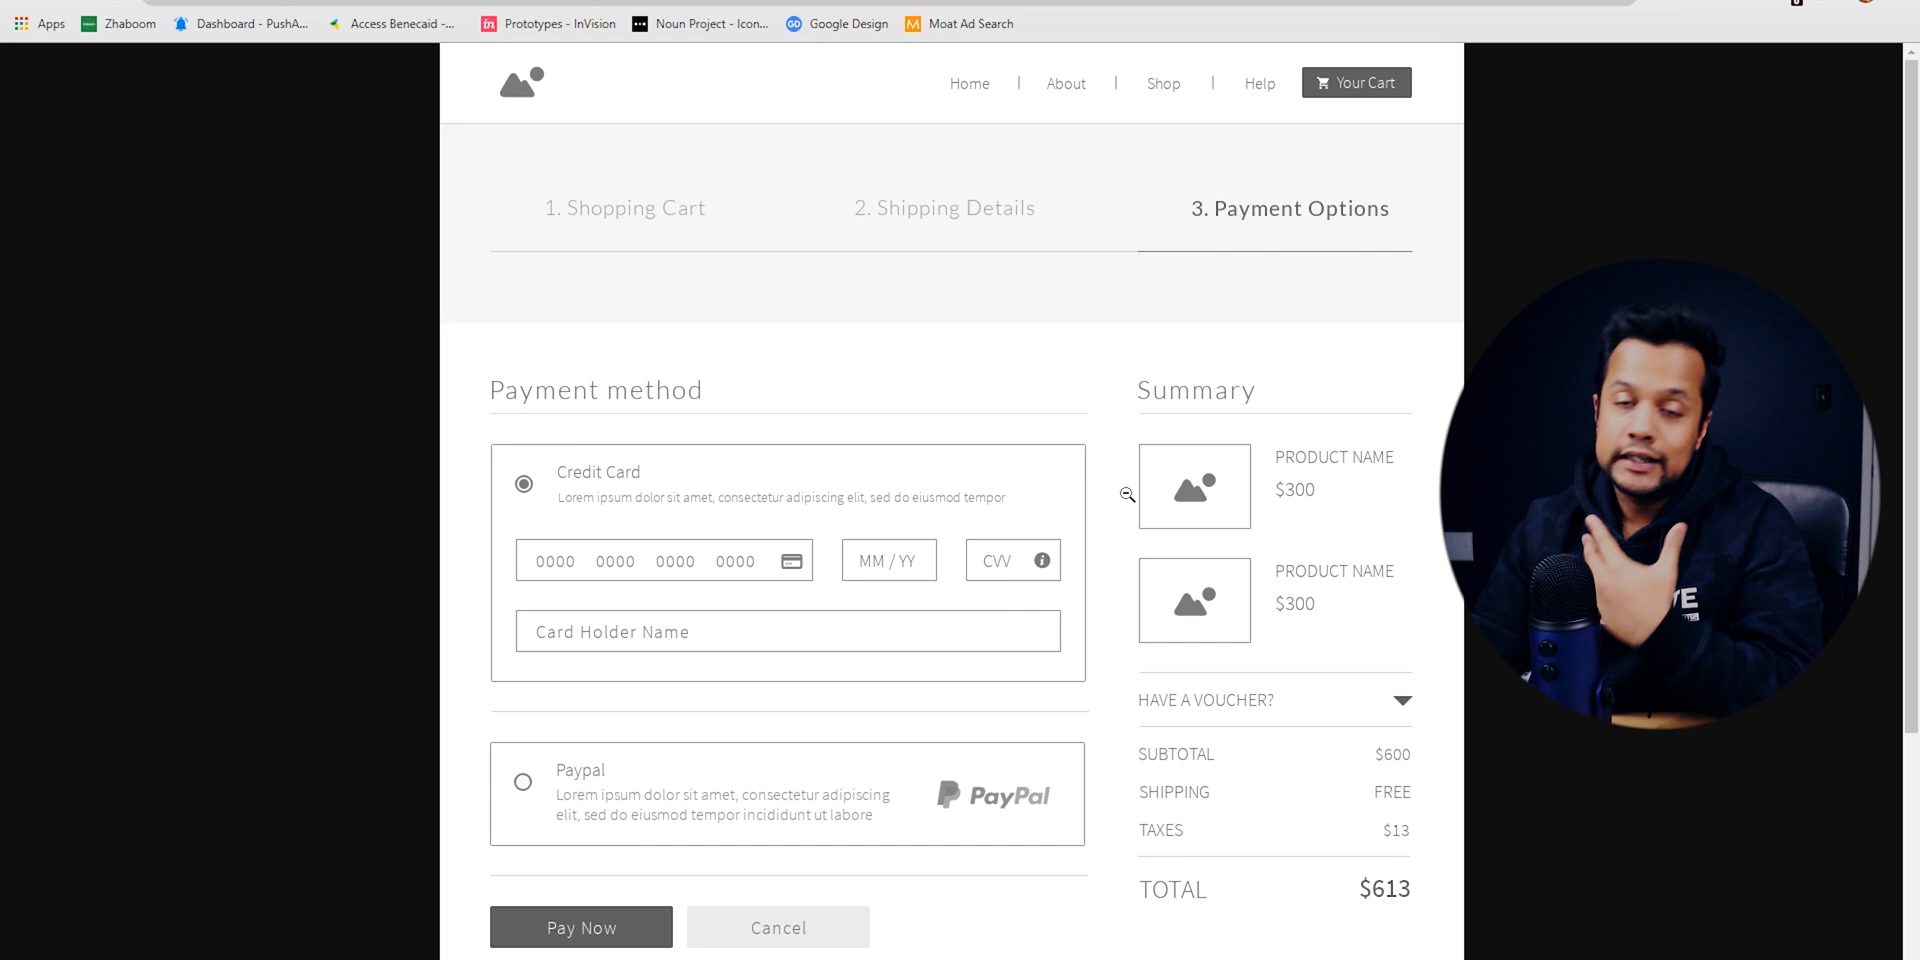 Apps Zhaboom Dashboard - PushA... Access Benecaid -... Prototypes - InVision Noun Project - Icon... Google Design Moat Ad Search
Home | About | Shop | Help Your Cart
1. Shopping Cart 2. Shipping Details 3. Payment Options
Payment method
Credit Card
Lorem ipsum dolor sit amet, consectetur adipiscing elit, sed do eiusmod tempor
0000 0000 0000 0000 MM / YY CVV
Card Holder Name
Paypal
Lorem ipsum dolor sit amet, consectetur adipiscing
elit, sed do eiusmod tempor incididunt ut labore
PayPal
Pay Now Cancel
Summary
PRODUCT NAME
$300
PRODUCT NAME
$300
HAVE A VOUCHER?
SUBTOTAL $600
SHIPPING FREE
TAXES $13
TOTAL $613